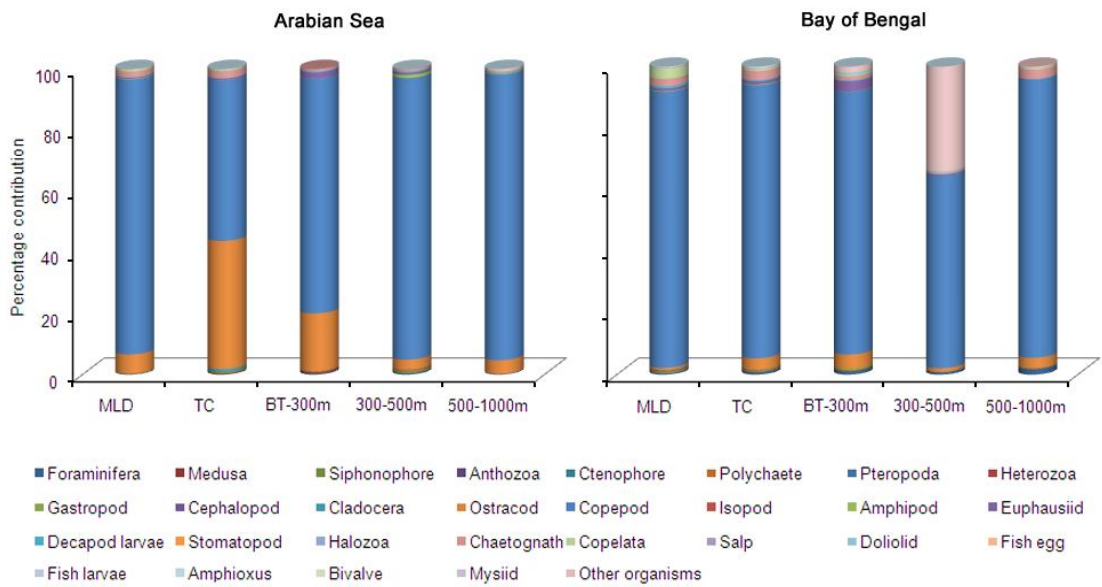 Arabian Sea
Bay of Bengal
Percentage contribution
100
80
60
40
20
0
MLD TC BT-300m 300-500m 500-1000m
MLD TC BT-300m 300-500m 500-1000m
Foraminifera Medusa Siphonophore Anthozoa Ctenophore Polychaete Pteropoda Heterozoa
Gastropod Cephalopod Cladocera Ostracod Copepod Isopod Amphipod Euphausiid
Decapod larvae Stomatopod Halozoa Chaetognath Copelata Salp Doliolid Fish egg
Fish larvae Amphioxus Bivalve Mysiid Other organisms